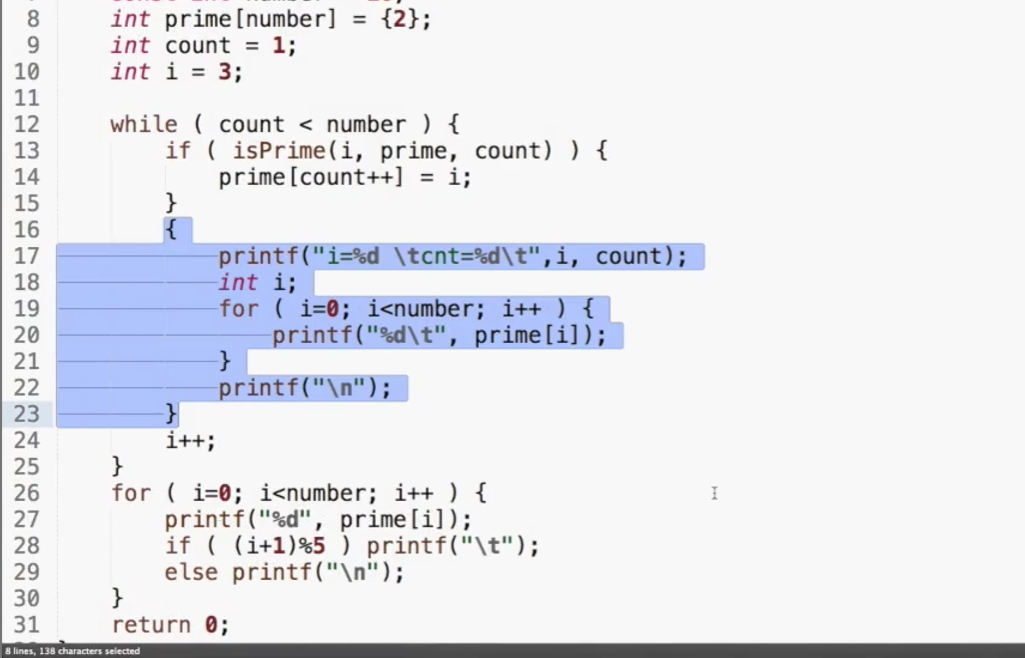 8 int prime[number] = {2};
9 int count = 1;
10 int i = 3;
11
12 while ( count < number ) {
13 if ( isPrime(i, prime, count) ) {
14 prime[count++] = i;
15 }
16 {
17 printf("i=%d \tcnt=%d\t",i, count);
18 int i;
19 for ( i=0; i<number; i++ ) {
20 printf("%d\t", prime[i]);
21 }
22 printf("\n");
23 }
24 i++;
25 }
26 for ( i=0; i<number; i++ ) {
27 printf("%d", prime[i]);
28 if ( (i+1)%5 ) printf("\t");
29 else printf("\n");
30 }
31 return 0;
8 lines, 138 characters selected